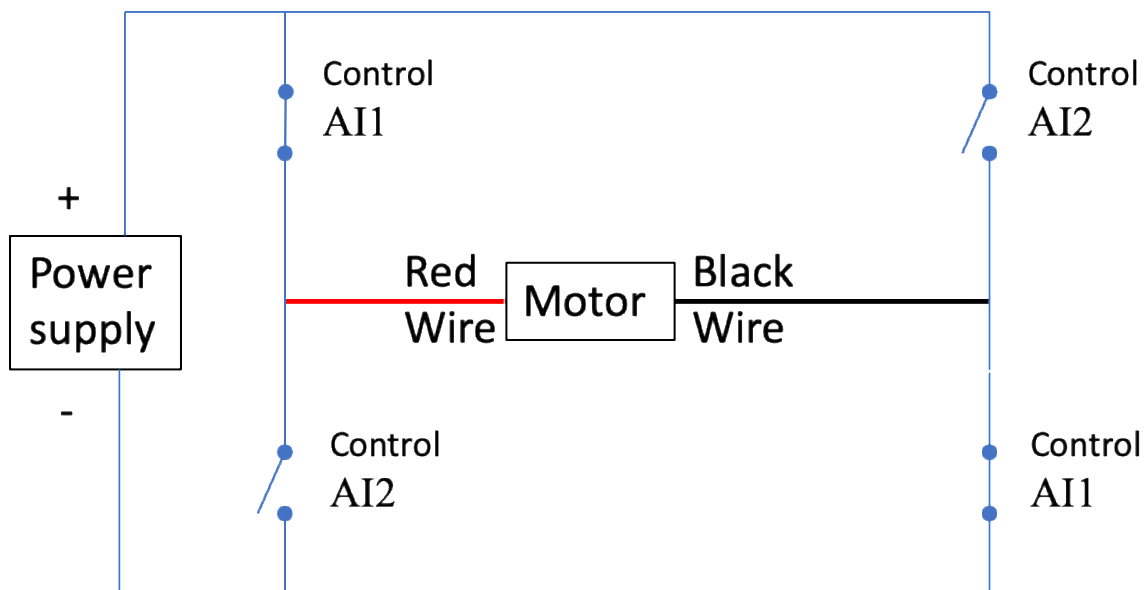 Control
AI1
Control
AI2
+
Power
supply
-
Red
Wire
Motor
Black
Wire
Control
AI2
Control
AI1